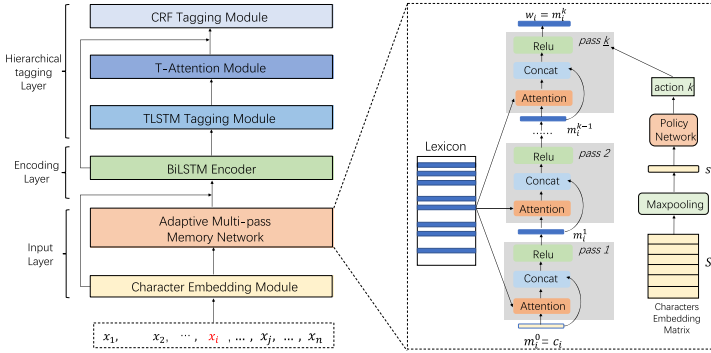 CRF Tagging Module
Hierarchical
tagging
Layer
T-Attention Module
TLSTM Tagging Module
Encoding
Layer
BiLSTM Encoder
Input
Layer
Adaptive Multi-pass
Memory Network
Character Embedding Module
x₁, x₂, ⋯, xᵢ, …, xⱼ, …, xₙ
wᵢ = mᵢᵏ
Relu
pass k
Concat
Attention
mᵢᵏ⁻¹
......
Relu
pass 2
Concat
Attention
mᵢ¹
Relu
pass 1
Concat
Attention
mᵢ⁰ = cᵢ
Lexicon
action k
Policy
Network
s
Maxpooling
S
Characters
Embedding
Matrix